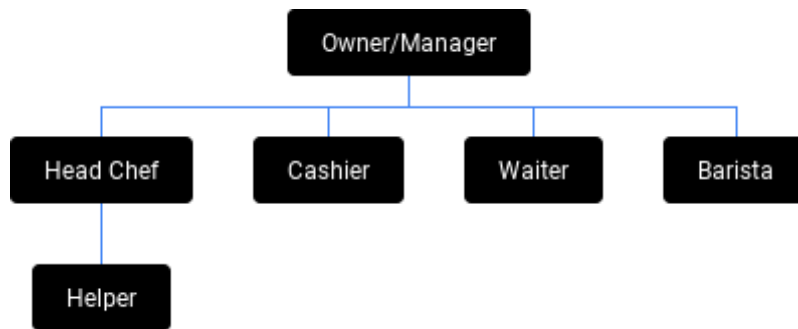 Owner/Manager
Head Chef
Cashier
Waiter
Barista
Helper